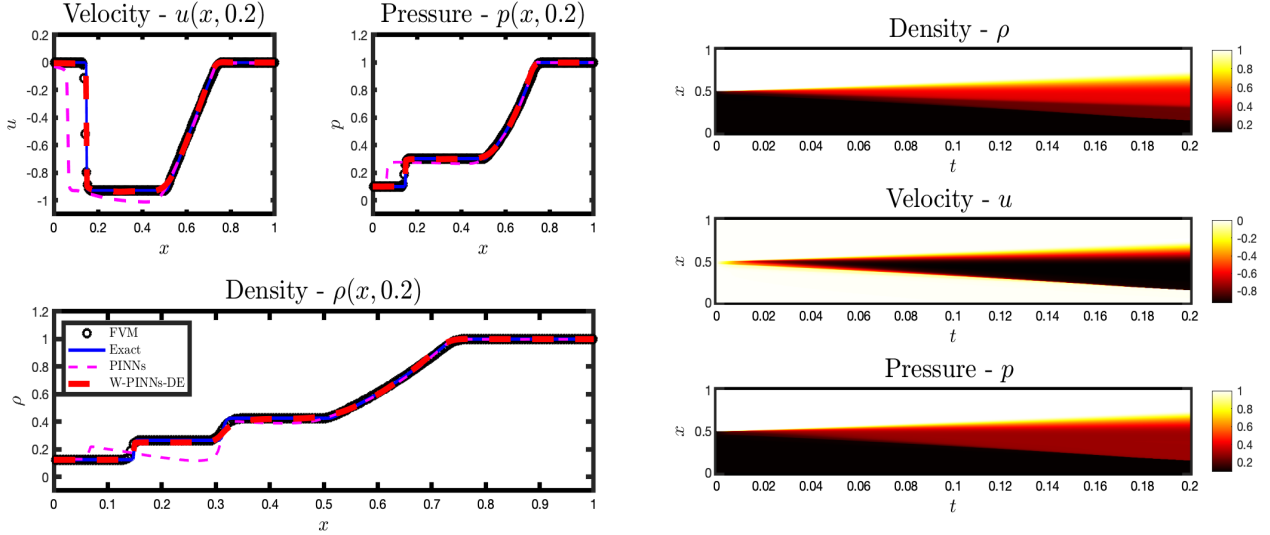 Velocity - u(x, 0.2)
0.2
0
-0.2
-0.4
-0.6
-0.8
-1
u
0 0.2 0.4 0.6 0.8 1
x
Pressure - p(x, 0.2)
1.2
1
0.8
0.6
0.4
0.2
0
p
0 0.2 0.4 0.6 0.8 1
x
Density - ρ(x, 0.2)
1.2
1
0.8
0.6
0.4
0.2
0
ρ
FVM
Exact
PINNs
W-PINNs-DE
0 0.1 0.2 0.3 0.4 0.5 0.6 0.7 0.8 0.9 1
x
Density - ρ
1
0.5
0
x
0 0.02 0.04 0.06 0.08 0.1 0.12 0.14 0.16 0.18 0.2
t
1
0.8
0.6
0.4
0.2
Velocity - u
1
0.5
0
x
0 0.02 0.04 0.06 0.08 0.1 0.12 0.14 0.16 0.18 0.2
t
0
-0.2
-0.4
-0.6
-0.8
Pressure - p
1
0.5
0
x
0 0.02 0.04 0.06 0.08 0.1 0.12 0.14 0.16 0.18 0.2
t
1
0.8
0.6
0.4
0.2